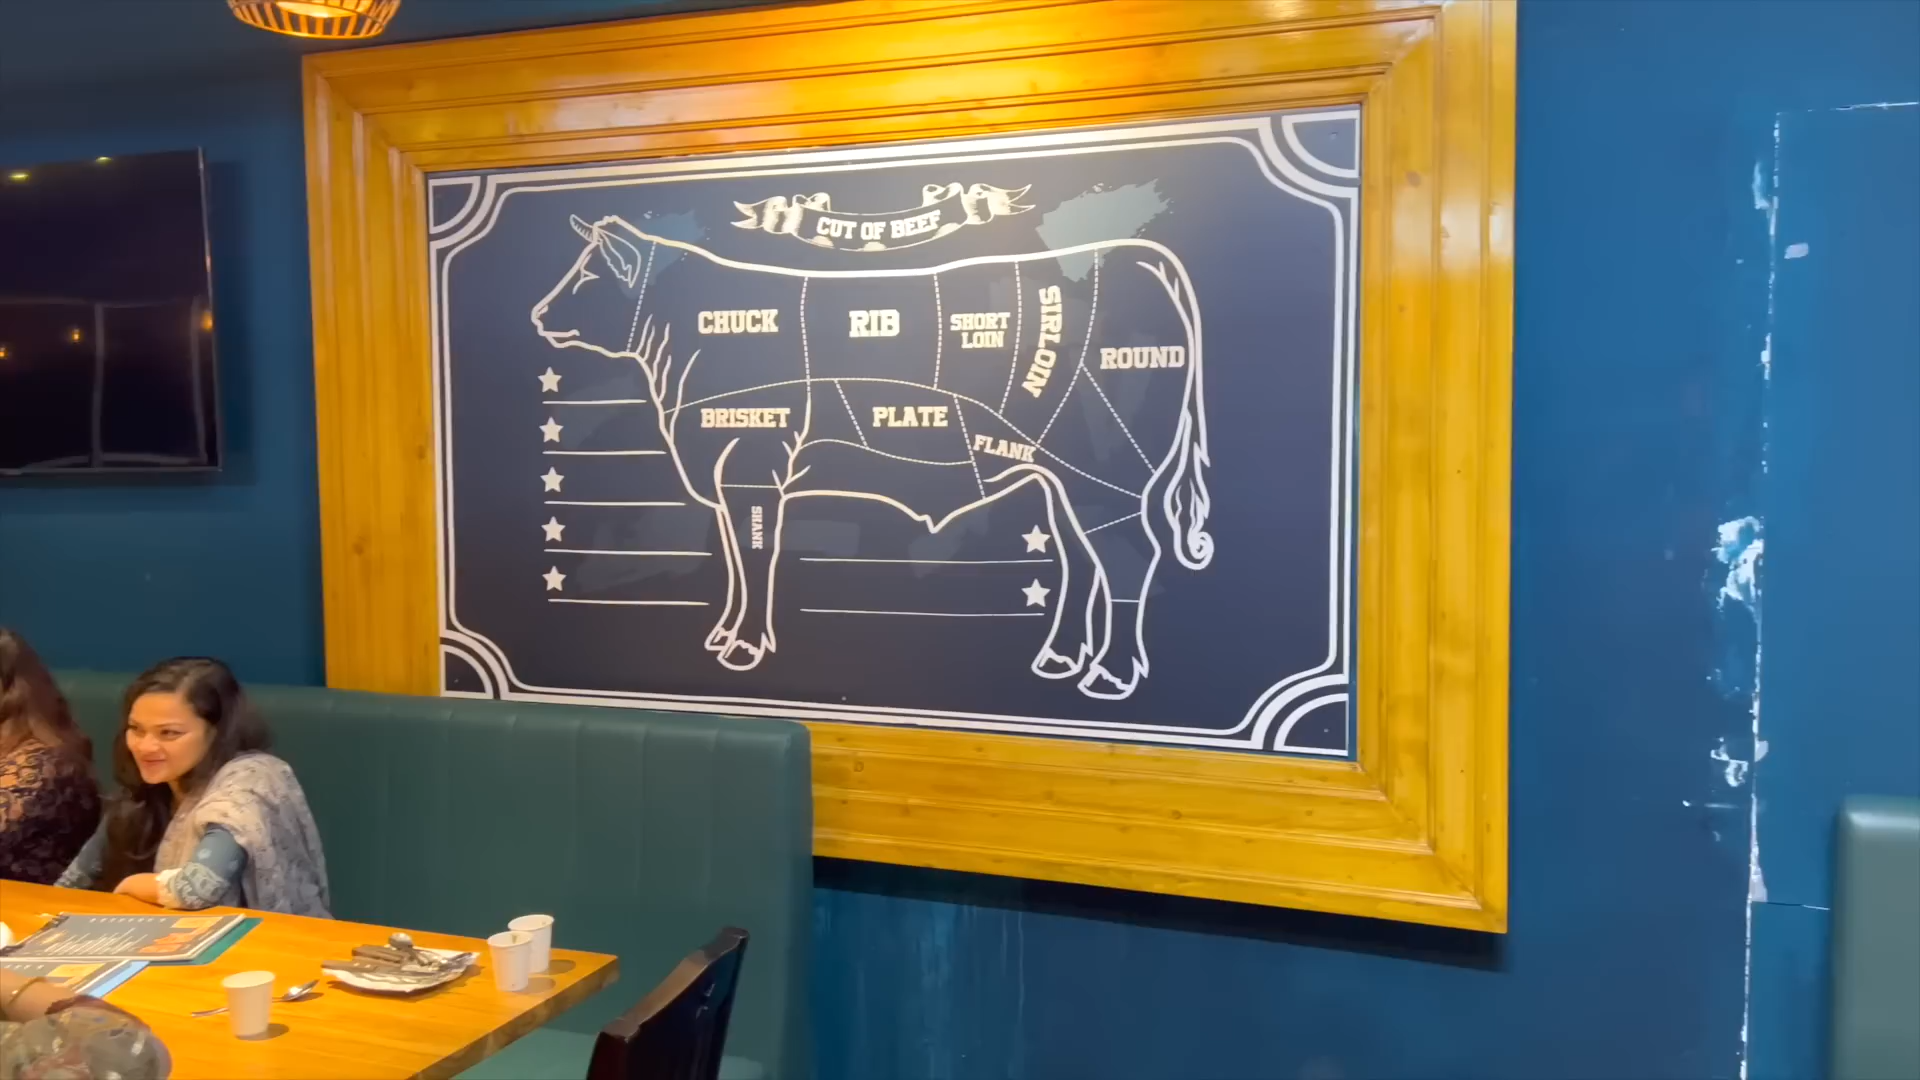 CUT OF BEEF
CHUCK
RIB
SHORT
LOIN
SIRLOIN
ROUND
BRISKET
PLATE
FLANK
SHANK